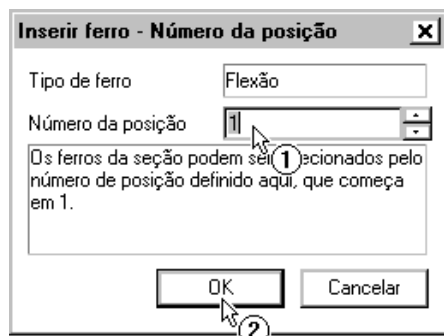 Inserir ferro - Número da posição
Tipo de ferro Flexão
Número da posição 1
Os ferros da seção podem ser 1 ecionados pelo
número de posição definido aqui, que começa
em 1.
OK Cancelar
2